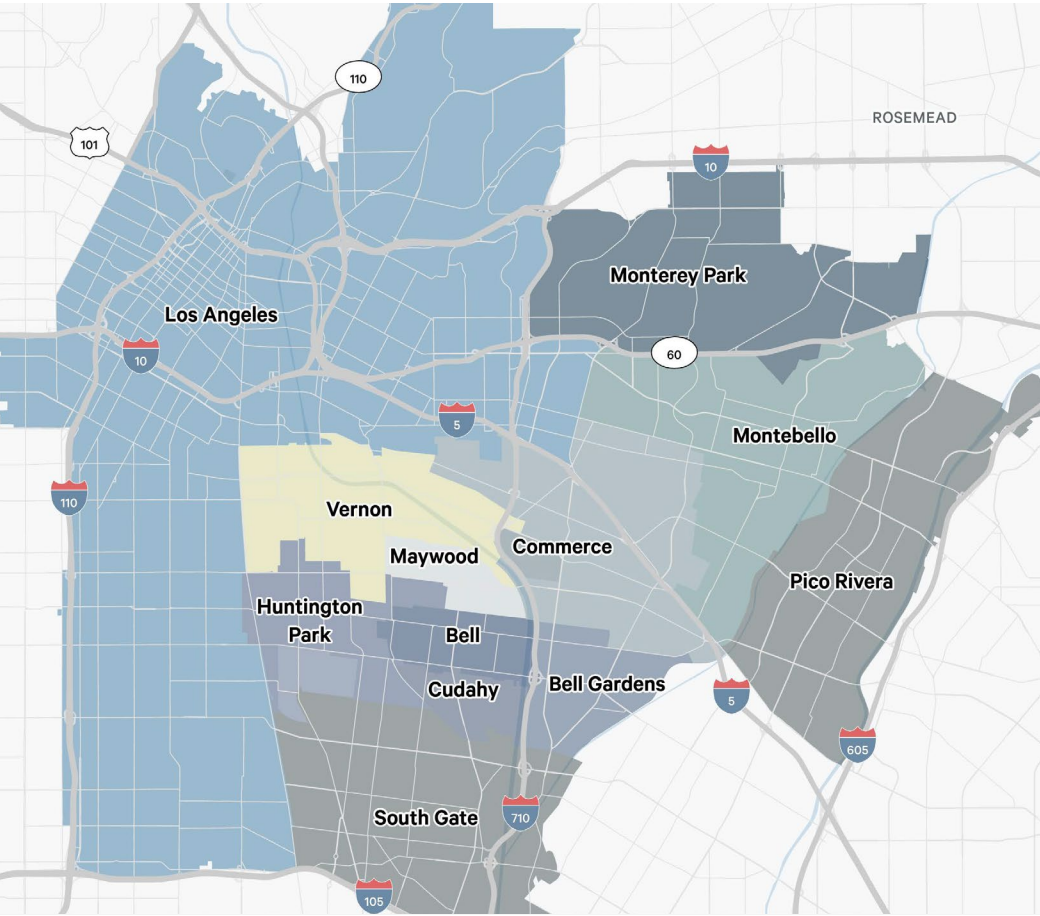 110
101
ROSEMEAD
10
Monterey Park
Los Angeles
10
60
5
Montebello
110
Vernon
Maywood
Commerce
Pico Rivera
Huntington
Park
Bell
Cudahy
Bell Gardens
5
605
South Gate
710
105